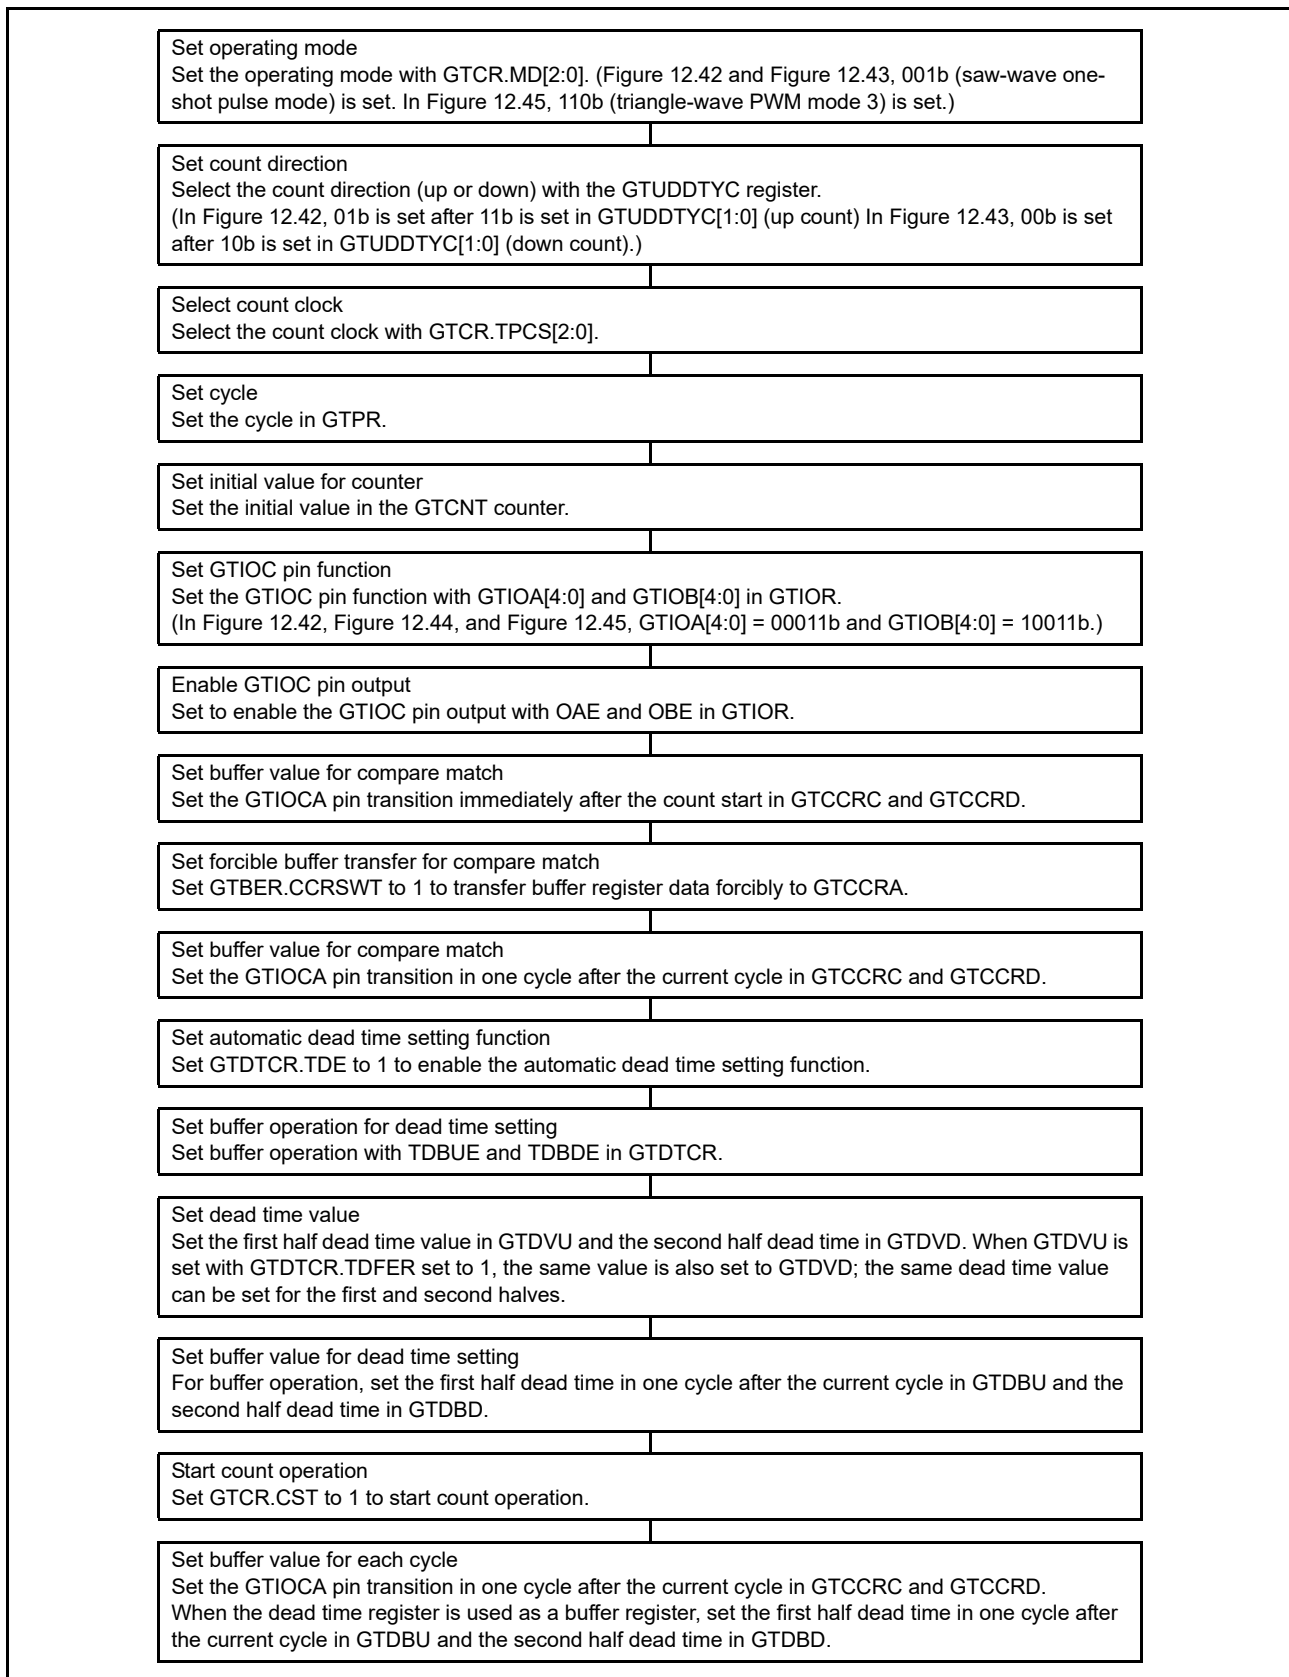 Set operating mode
Set the operating mode with GTCR.MD[2:0]. (Figure 12.42 and Figure 12.43, 001b (saw-wave one-
shot pulse mode) is set. In Figure 12.45, 110b (triangle-wave PWM mode 3) is set.)
Set count direction
Select the count direction (up or down) with the GTUDDTYC register.
(In Figure 12.42, 01b is set after 11b is set in GTUDDTYC[1:0] (up count) In Figure 12.43, 00b is set
after 10b is set in GTUDDTYC[1:0] (down count).)
Select count clock
Select the count clock with GTCR.TPCS[2:0].
Set cycle
Set the cycle in GTPR.
Set initial value for counter
Set the initial value in the GTCNT counter.
Set GTIOC pin function
Set the GTIOC pin function with GTIOA[4:0] and GTIOB[4:0] in GTIOR.
(In Figure 12.42, Figure 12.44, and Figure 12.45, GTIOA[4:0] = 00011b and GTIOB[4:0] = 10011b.)
Enable GTIOC pin output
Set to enable the GTIOC pin output with OAE and OBE in GTIOR.
Set buffer value for compare match
Set the GTIOCA pin transition immediately after the count start in GTCCRC and GTCCRD.
Set forcible buffer transfer for compare match
Set GTBER.CCRSWT to 1 to transfer buffer register data forcibly to GTCCRA.
Set buffer value for compare match
Set the GTIOCA pin transition in one cycle after the current cycle in GTCCRC and GTCCRD.
Set automatic dead time setting function
Set GTDTCR.TDE to 1 to enable the automatic dead time setting function.
Set buffer operation for dead time setting
Set buffer operation with TDBUE and TDBDE in GTDTCR.
Set dead time value
Set the first half dead time value in GTDVU and the second half dead time in GTDVD. When GTDVU is
set with GTDTCR.TDFER set to 1, the same value is also set to GTDVD; the same dead time value
can be set for the first and second halves.
Set buffer value for dead time setting
For buffer operation, set the first half dead time in one cycle after the current cycle in GTDBU and the
second half dead time in GTDBD.
Start count operation
Set GTCR.CST to 1 to start count operation.
Set buffer value for each cycle
Set the GTIOCA pin transition in one cycle after the current cycle in GTCCRC and GTCCRD.
When the dead time register is used as a buffer register, set the first half dead time in one cycle after
the current cycle in GTDBU and the second half dead time in GTDBD.